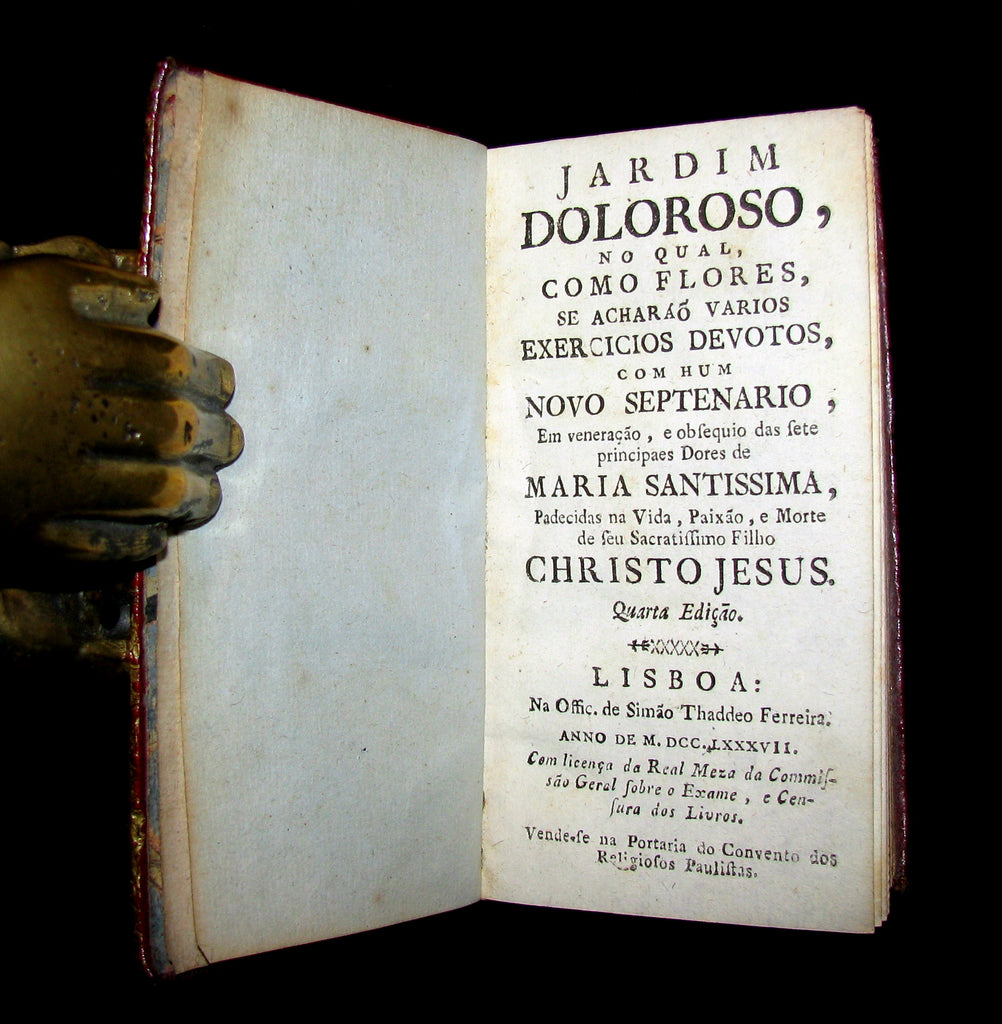 JARDIM
DOLOROSO,
NO QUAL,
COMO FLORES,
SE ACHARÁÕ VARIOS
EXERCICIOS DEVOTOS,
COM HUM
NOVO SEPTENARIO ,
Em veneração , e obſequio das ſete
principaes Dores de
MARIA SANTISSIMA,
Padecidas na Vida , Paixão , e Morte
de ſeu Sacratiſſimo Filho
CHRISTO JESUS.
Quarta Edição.
LISBOA:
Na Offic. de Simão Thaddeo Ferreira.
ANNO DE M. DCC. LXXXVII.
Com licença da Real Meza da Commiſ-
são Geral ſobre o Exame , e Cen-
ſura dos Livros.
Vende-ſe na Portaria do Convento dos
Religioſos Pauliſtas.